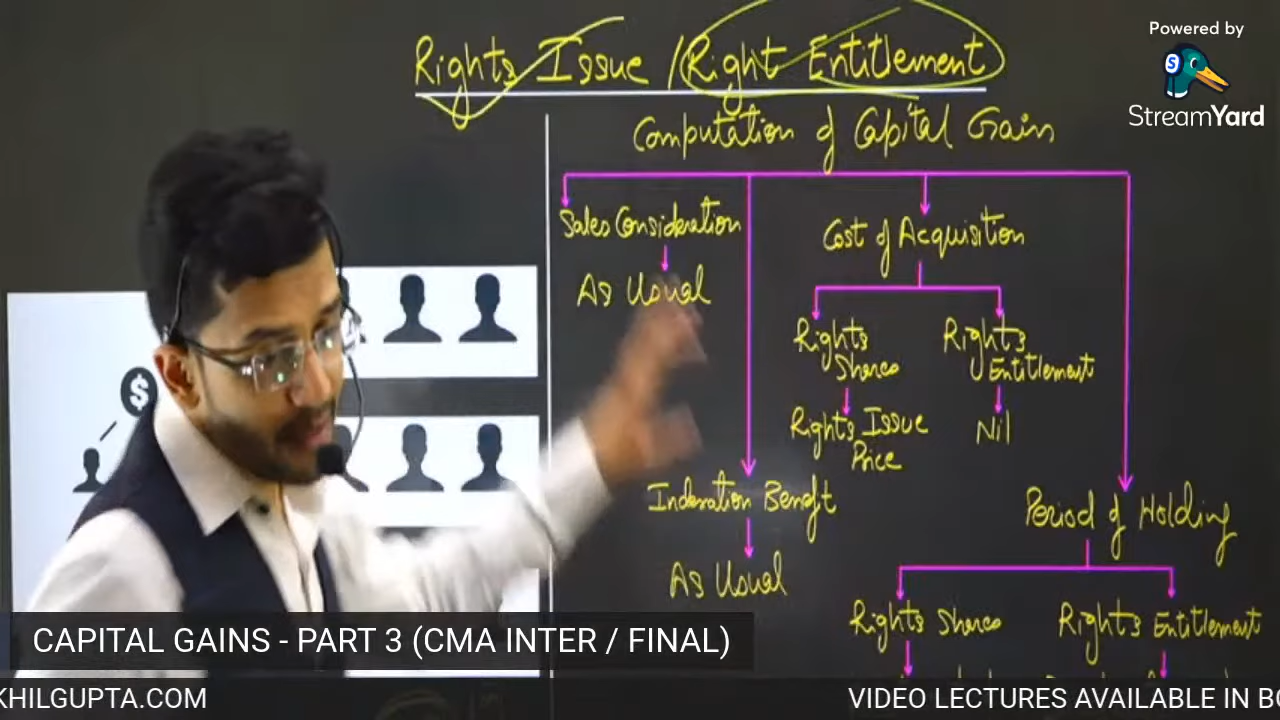 Powered by
StreamYard
Rights Issue / Right Entitlement
Computation of Capital Gains
Sales Consideration
As Usual
Cost of Acquisition
Rights
Shares
Rights Issue
Price
Rights
Entitlement
Nil
Indexation Benefit
As Usual
Period of Holding
Rights Shares
Rights Entitlement
$
CAPITAL GAINS - PART 3 (CMA INTER / FINAL)
KHILGUPTA.COM
VIDEO LECTURES AVAILABLE IN